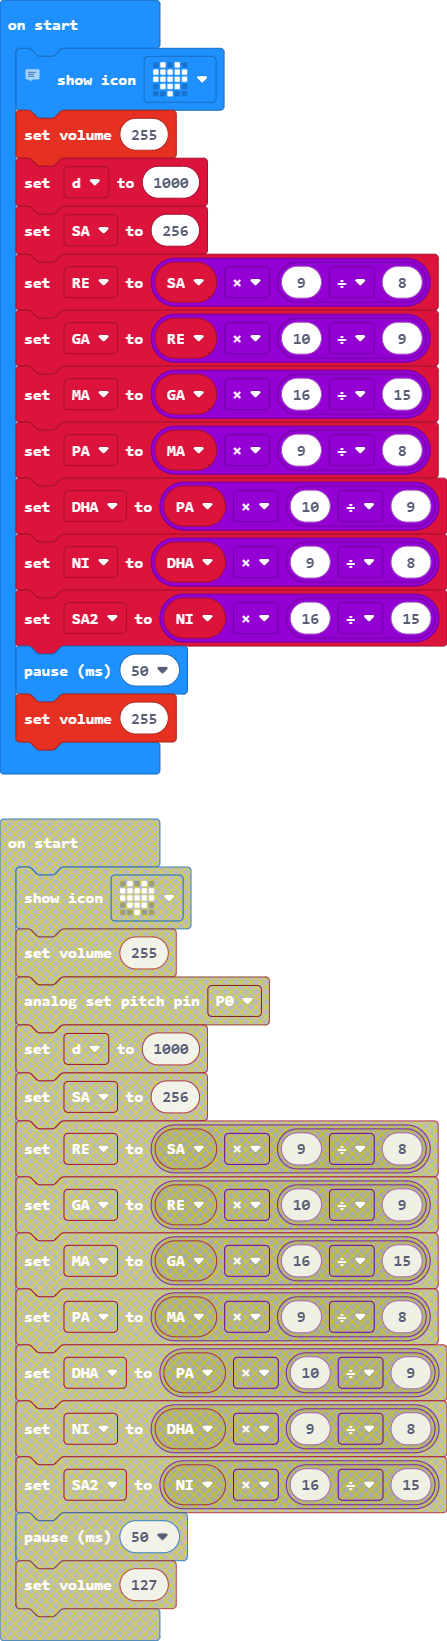 on start
show icon
set volume 255
set d to 1000
set SA to 256
set RE to SA × 9 ÷ 8
set GA to RE × 10 ÷ 9
set MA to GA × 16 ÷ 15
set PA to MA × 9 ÷ 8
set DHA to PA × 10 ÷ 9
set NI to DHA × 9 ÷ 8
set SA2 to NI × 16 ÷ 15
pause (ms) 50
set volume 255
on start
show icon
set volume 255
analog set pitch pin P0
set d to 1000
set SA to 256
set RE to SA × 9 ÷ 8
set GA to RE × 10 ÷ 9
set MA to GA × 16 ÷ 15
set PA to MA × 9 ÷ 8
set DHA to PA × 10 ÷ 9
set NI to DHA × 9 ÷ 8
set SA2 to NI × 16 ÷ 15
pause (ms) 50
set volume 127